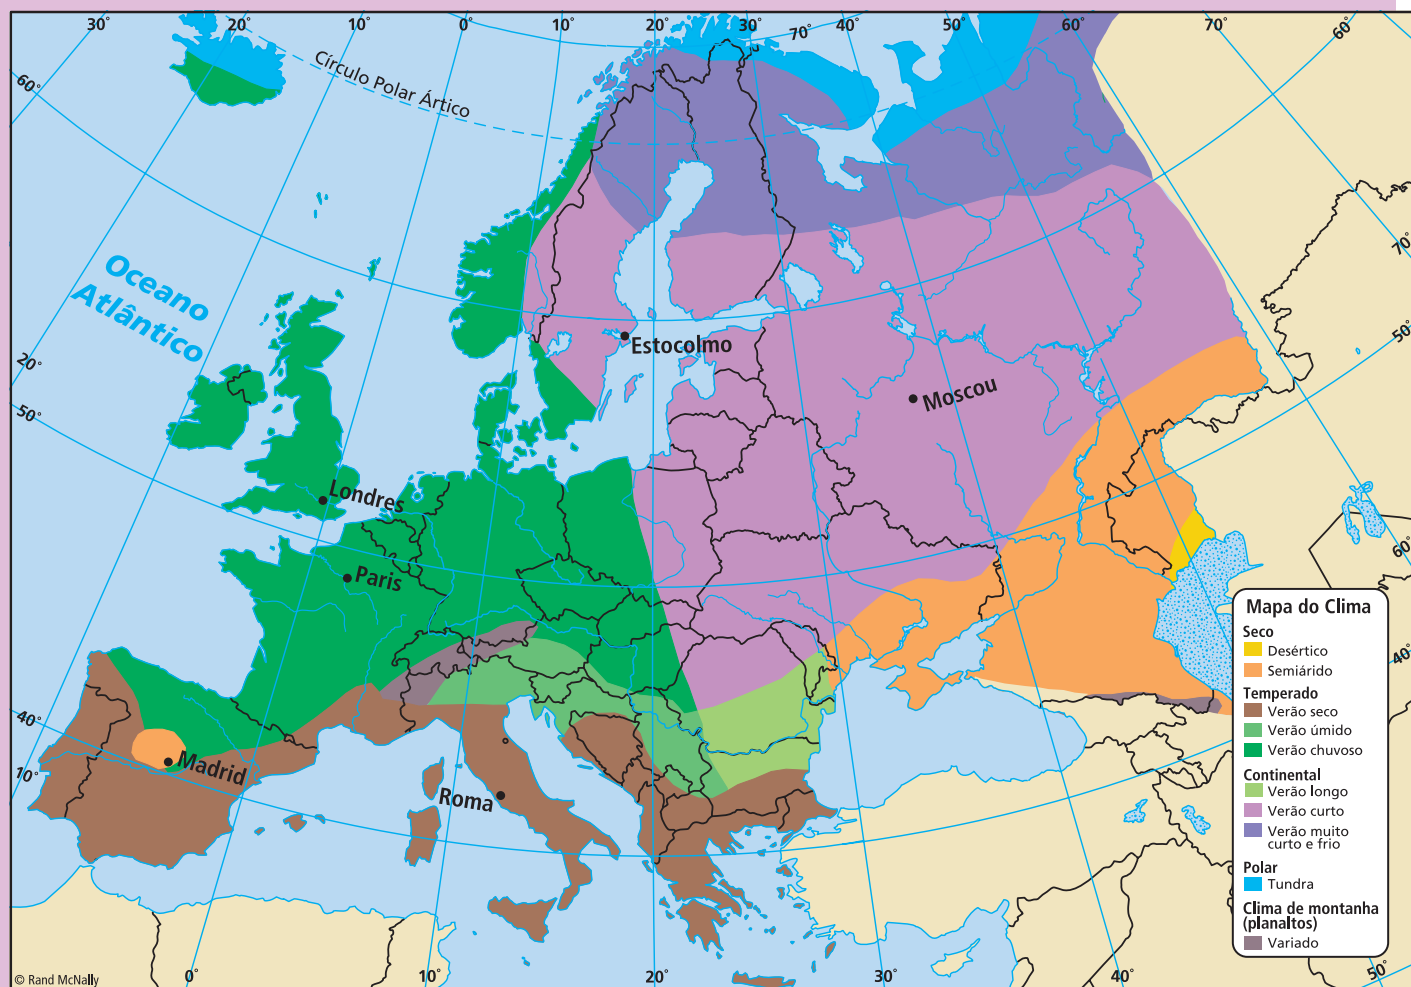 30°
20°
10°
0°
10°
20°
30°
70°
40°
50°
60°
70°
60°
60°
Círculo Polar Ártico
70°
Oceano
Atlântico
50°
20°
50°
Estocolmo
Moscou
Londres
Paris
60°
40°
40°
10°
Madrid
Roma
Mapa do Clima
Seco
Desértico
Semiárido
Temperado
Verão seco
Verão úmido
Verão chuvoso
Continental
Verão longo
Verão curto
Verão muito
curto e frio
Polar
Tundra
Clima de montanha
(planaltos)
Variado
© Rand McNally
0°
10°
20°
30°
40°
50°